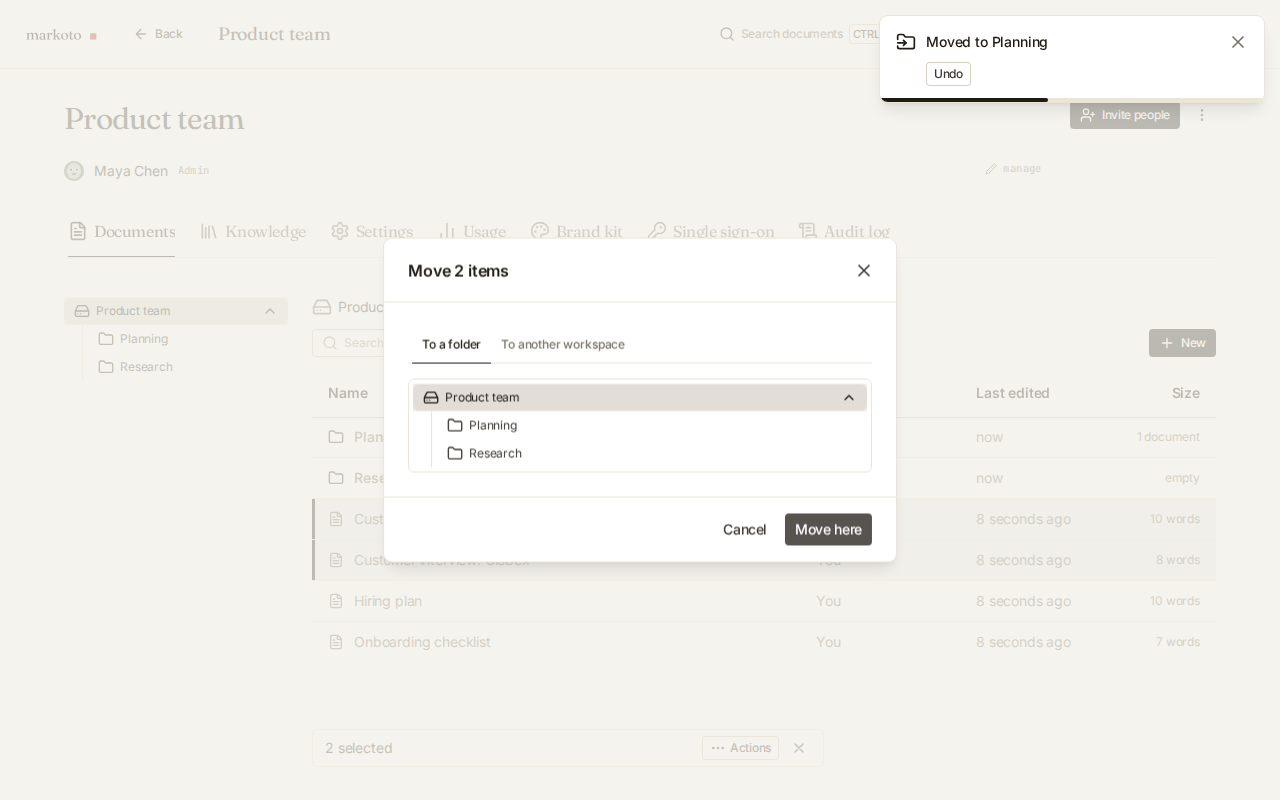 markoto
Back
Product team
Search documents
CTRL
Moved to Planning
Undo
Product team
Invite people
Maya Chen
Admin
manage
Documents
Knowledge
Settings
Usage
Brand kit
Single sign-on
Audit log
Move 2 items
Product team
Planning
Research
Search
New
To a folder
To another workspace
Product team
Planning
Research
Cancel
Move here
Name
Last edited
Size
now
1 document
now
empty
8 seconds ago
10 words
You
8 seconds ago
8 words
Hiring plan
You
8 seconds ago
10 words
Onboarding checklist
You
8 seconds ago
7 words
2 selected
Actions